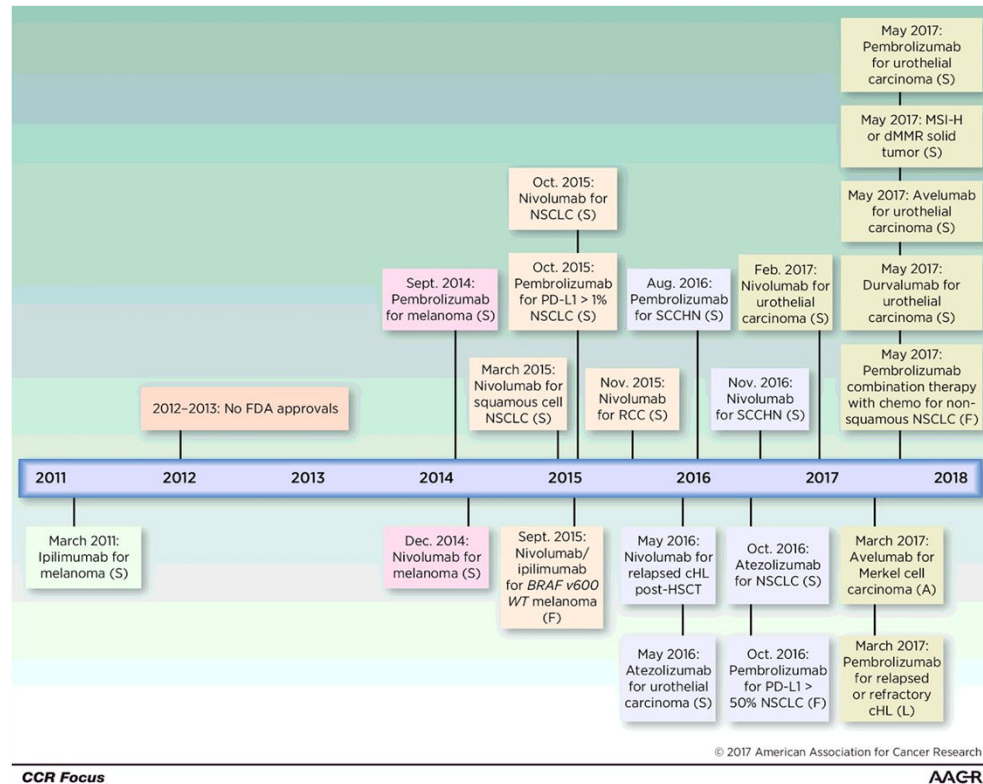 May 2017:
Pembrolizumab
for urothelial
carcinoma (S)
May 2017: MSI-H
or dMMR solid
tumor (S)
Oct. 2015:
Nivolumab for
NSCLC (S)
May 2017: Avelumab
for urothelial
carcinoma (S)
Sept. 2014:
Pembrolizumab
for melanoma (S)
Oct. 2015:
Pembrolizumab
for PD-L1 > 1%
NSCLC (S)
Aug. 2016:
Pembrolizumab
for SCCHN (S)
Feb. 2017:
Nivolumab for
urothelial
carcinoma (S)
May 2017:
Durvalumab for
urothelial
carcinoma (S)
2012–2013: No FDA approvals
March 2015:
Nivolumab for
squamous cell
NSCLC (S)
Nov. 2015:
Nivolumab
for RCC (S)
Nov. 2016:
Nivolumab
for SCCHN (S)
May 2017:
Pembrolizumab
combination therapy
with chemo for non-
squamous NSCLC (F)
2011 2012 2013 2014 2015 2016 2017 2018
March 2011:
Ipilimumab for
melanoma (S)
Dec. 2014:
Nivolumab for
melanoma (S)
Sept. 2015:
Nivolumab/
ipilimumab
for BRAF v600
WT melanoma
(F)
May 2016:
Nivolumab for
relapsed cHL
post-HSCT
Oct. 2016:
Atezolizumab
for NSCLC (S)
March 2017:
Avelumab for
Merkel cell
carcinoma (A)
May 2016:
Atezolizumab
for urothelial
carcinoma (S)
Oct. 2016:
Pembrolizumab
for PD-L1 >
50% NSCLC (F)
March 2017:
Pembrolizumab
for relapsed
or refractory
cHL (L)
© 2017 American Association for Cancer Research
CCR Focus AACR